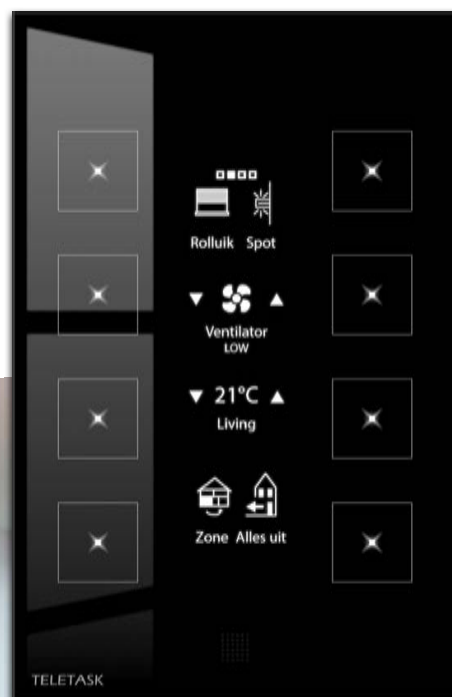 Rolluik Spot
Ventilator
LOW
21°C
Living
Zone Alles uit
TELETASK